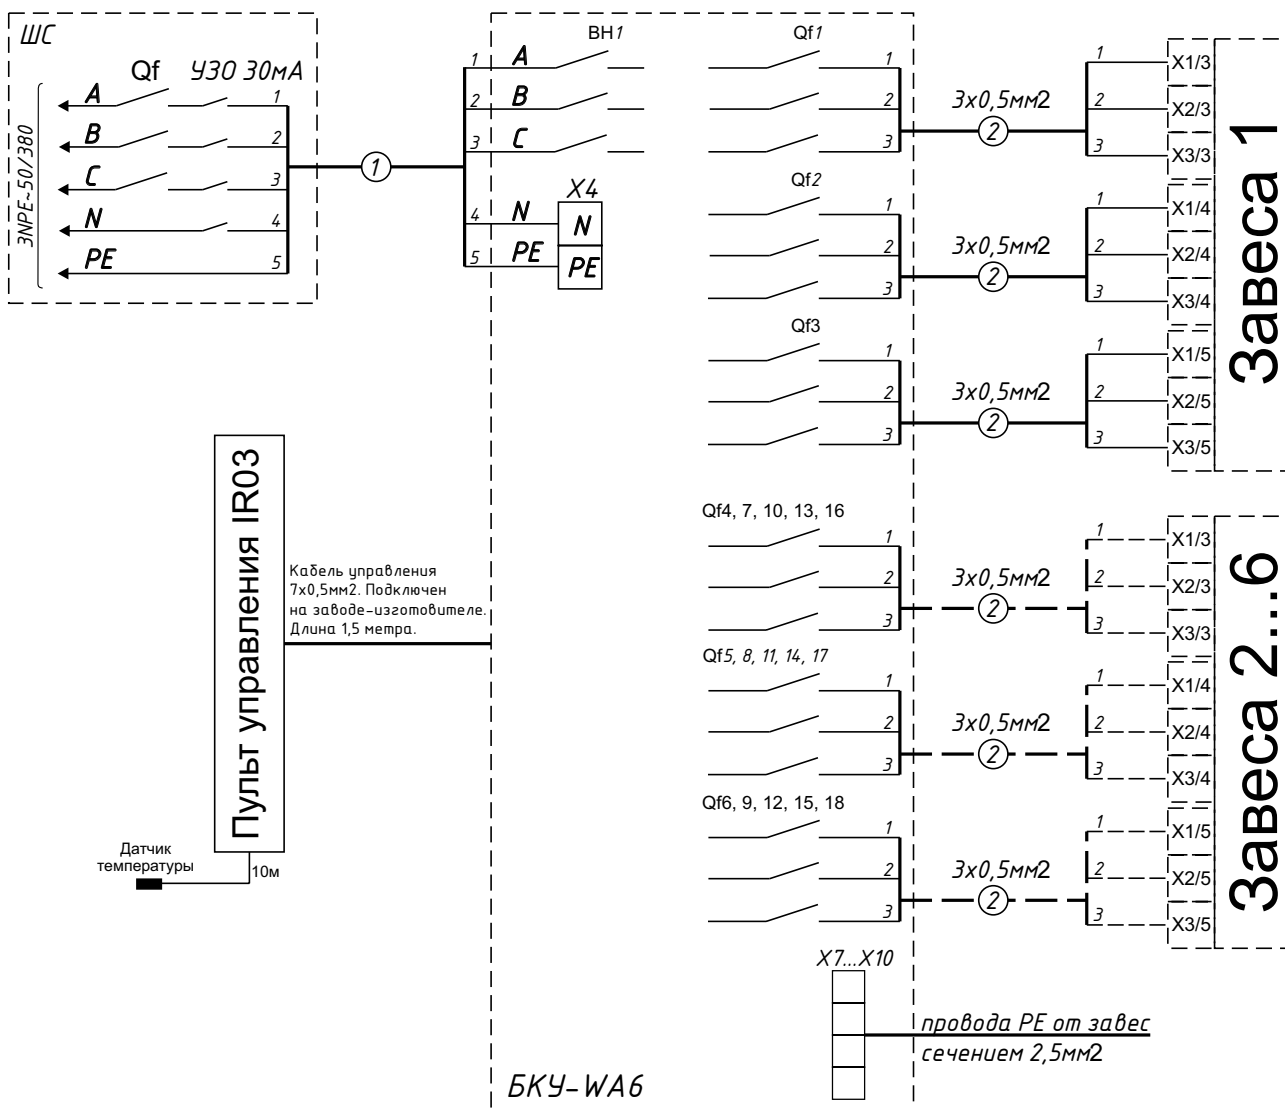 ШС
Qf УЗО 30мА
3NPE~50/380
A 1
B 2
C 3
N 4
PE 5
1
БКУ-WA6
ВН1
1 A
2 B
3 C
X4
4 N N
5 PE PE
Qf1
1
2
3
3х0,5мм2
2
1 X1/3
2 X2/3
3 X3/3
Qf2
1
2
3
3х0,5мм2
2
1 X1/4
2 X2/4
3 X3/4
Qf3
1
2
3
3х0,5мм2
2
1 X1/5
2 X2/5
3 X3/5
Завеса 1
Пульт управления IR03
Кабель управления
7х0,5мм2. Подключен
на заводе-изготовителе.
Длина 1,5 метра.
Датчик
температуры
10м
Qf4, 7, 10, 13, 16
1
2
3
3х0,5мм2
2
1 X1/3
2 X2/3
3 X3/3
Qf5, 8, 11, 14, 17
1
2
3
3х0,5мм2
2
1 X1/4
2 X2/4
3 X3/4
Qf6, 9, 12, 15, 18
1
2
3
3х0,5мм2
2
1 X1/5
2 X2/5
3 X3/5
Завеса 2...6
X7...X10
провода PE от завес
сечением 2,5мм2